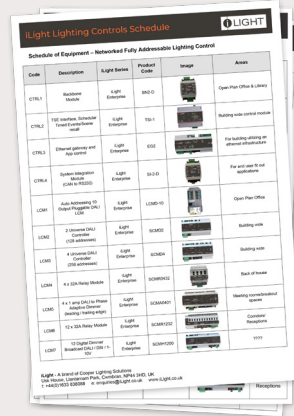 iLight Lighting Controls Schedule
iLIGHT
Schedule of Equipment – Networked Fully Addressable Lighting Control
Code Description iLight Series Product Code Image Areas
CTRL1 Backbone Module iLight Enterprise Open Plan Office & Library
CTRL2 TSE Interface, Scheduler Timed Events/Scene recall iLight Enterprise TSI-1 Building wide control module
CTRL3 Ethernet gateway and App control iLight Enterprise EG2 For building utilizing an ethernet infrastructure
CTRL4 System Integration Module (CAN to RS232) iLight Enterprise SI-2-D For end user fit out applications
LCM1 Auto Addressing 10 Output Pluggable DALI LCM iLight Enterprise LCMD-10 Open Plan Office
LCM2 2 Universe DALI Controller (128 addresses) iLight Enterprise SCMD2 Building wide
LCM3 4 Universe DALI Controller (256 addresses) iLight Enterprise SCMD4 Building wide
LCM4 4 x 32A Relay Module iLight Enterprise SCMR0432 Back of house
LCM5 4 x 1 amp DALI to Phase Adaptive Dimmer (leading / trailing edge) iLight Enterprise SCMA0401 Meeting rooms/breakout spaces
LCM6 12 x 32A Relay Module iLight Enterprise SCMR1232 Corridors/ Receptions
LCM7 12 Digital Dimmer Broadcast DALI / DSI / 1-10V iLight Enterprise SCMH1200 ????
iLight - A brand of Cooper Lighting Solutions
Usk House, Llantarnam Park, Cwmbran, NP44 3HD, UK
t: +44(0)1633 838088 e: enquiries@iLight.co.uk www.iLight.co.uk
Receptions